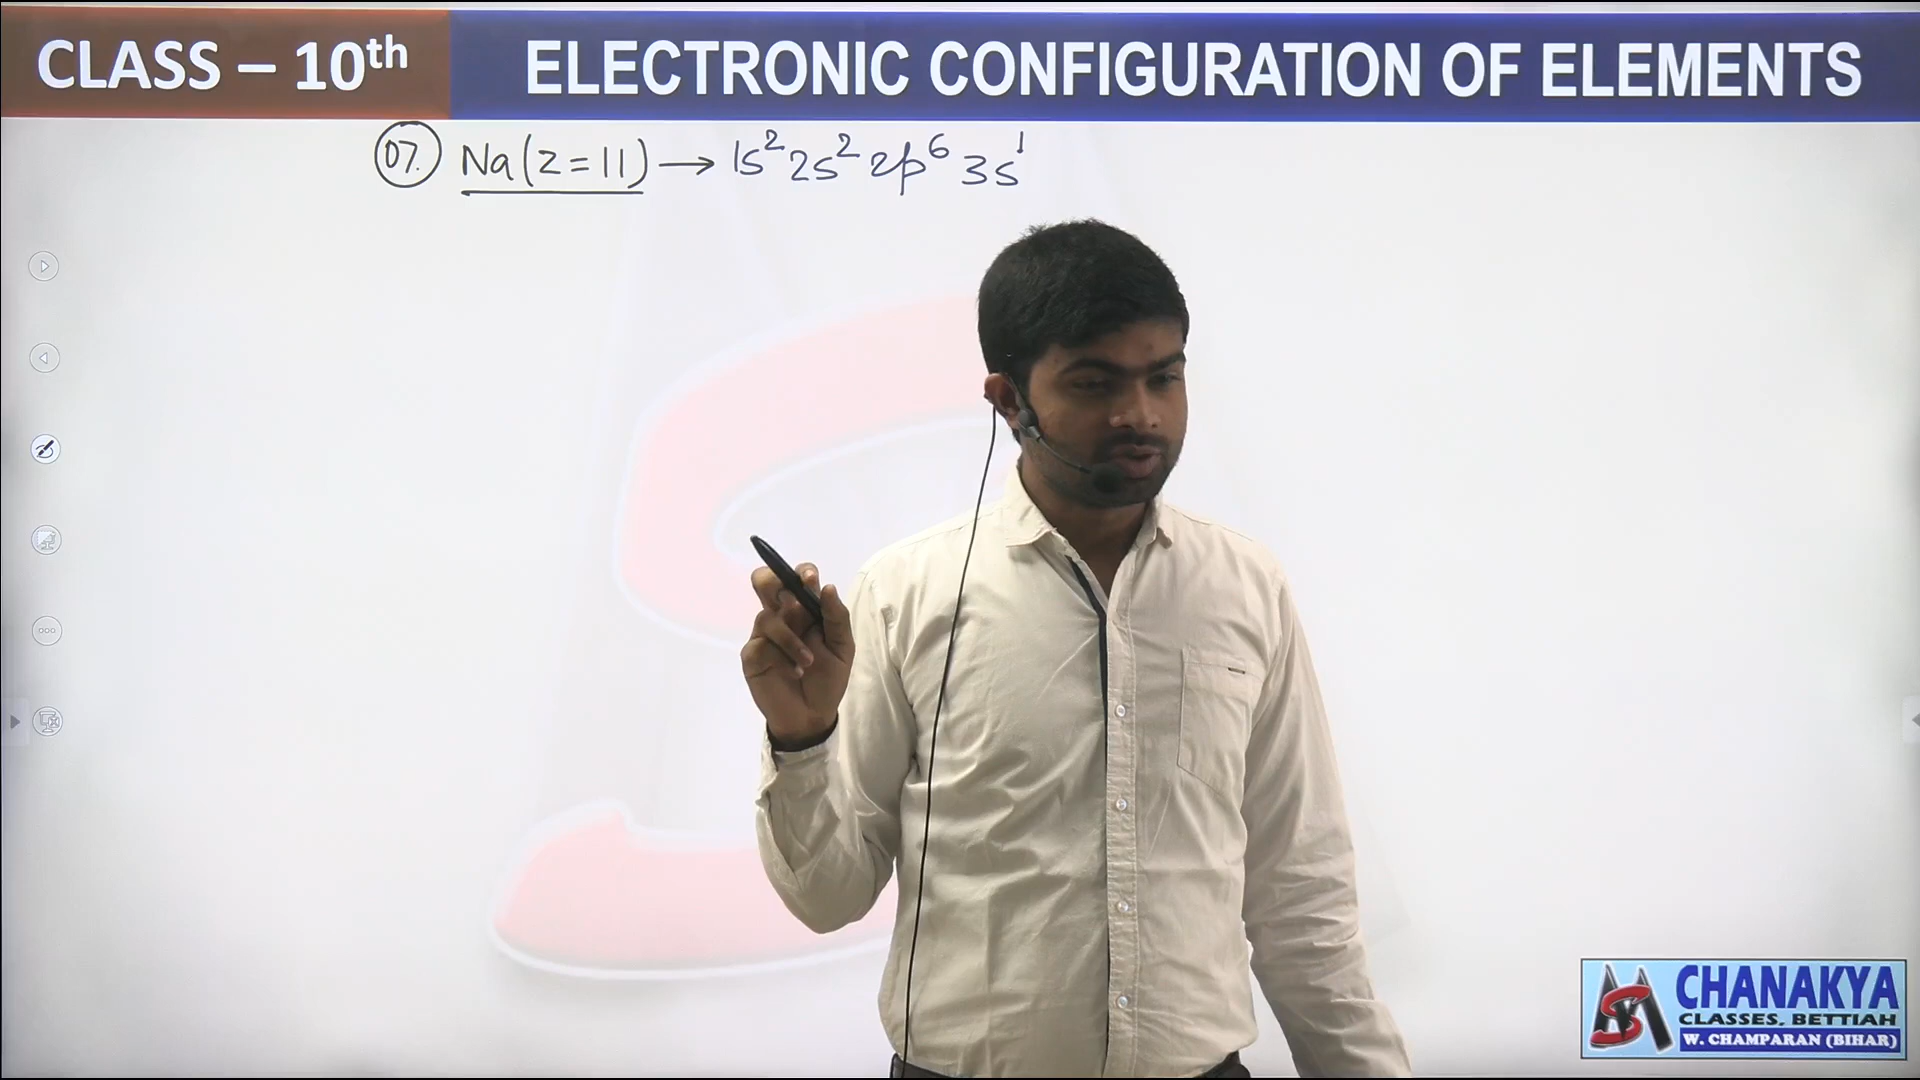 CLASS – 10th
ELECTRONIC CONFIGURATION OF ELEMENTS
07. Na(Z=11) → 1s² 2s² 2p⁶ 3s¹
CHANAKYA
CLASSES, BETTIAH
W. CHAMPARAN (BIHAR)